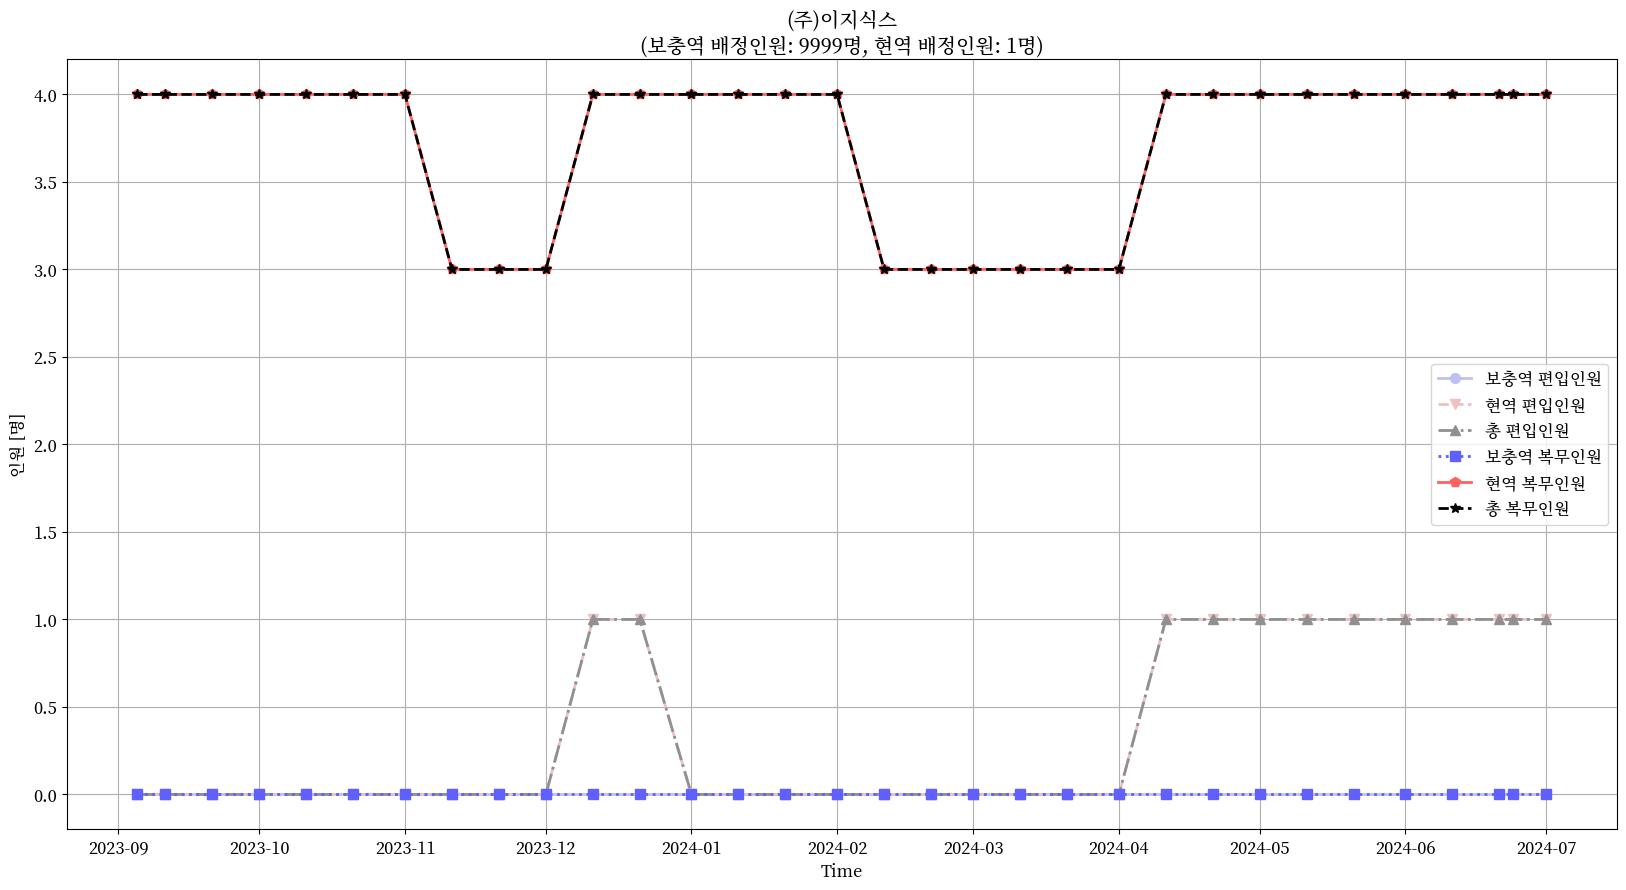 (주)이지식스
(보충역 배정인원: 9999명, 현역 배정인원: 1명)
인원 [명]
4.0
3.5
3.0
2.5
2.0
1.5
1.0
0.5
0.0
보충역 편입인원
현역 편입인원
총 편입인원
보충역 복무인원
현역 복무인원
총 복무인원
2023-09 2023-10 2023-11 2023-12 2024-01 2024-02 2024-03 2024-04 2024-05 2024-06 2024-07
Time